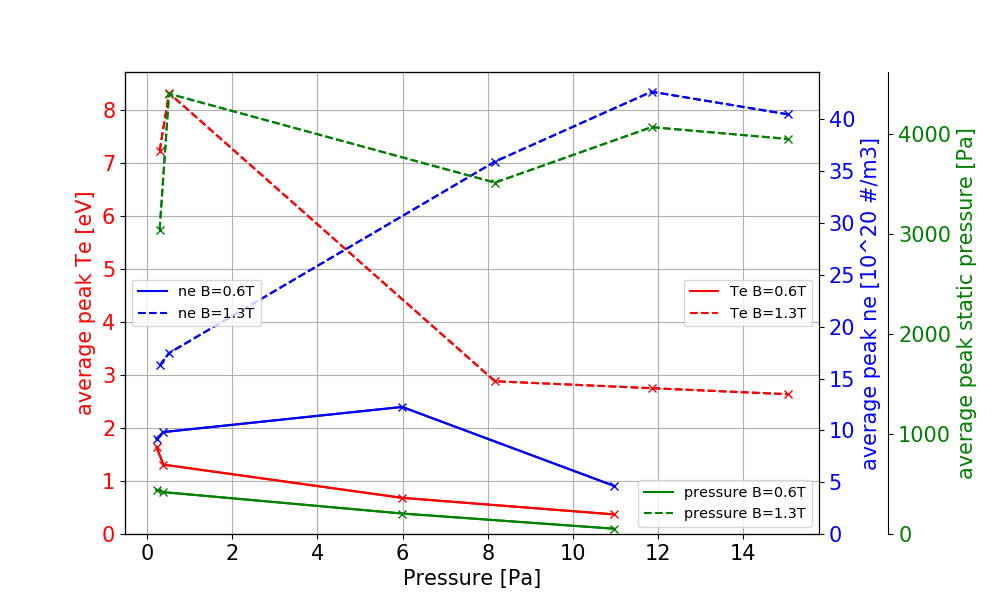 average peak Te [eV]
8
7
6
5
4
3
2
1
0
ne B=0.6T
ne B=1.3T
Te B=0.6T
Te B=1.3T
pressure B=0.6T
pressure B=1.3T
40
35
30
25
20
15
10
5
0
average peak ne [10^20 #/m3]
4000
3000
2000
1000
0
average peak static pressure [Pa]
0 2 4 6 8 10 12 14
Pressure [Pa]